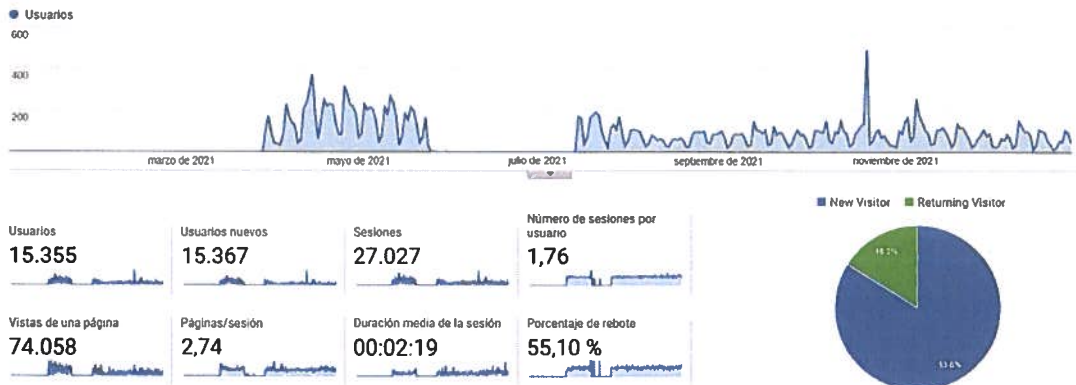 Usuarios
600
400
200
marzo de 2021
mayo de 2021
julio de 2021
septiembre de 2021
noviembre de 2021
New Visitor
Returning Visitor
Usuarios
15.355
Usuarios nuevos
15.367
Sesiones
27.027
Número de sesiones por
usuario
1,76
Vistas de una página
74.058
Páginas/sesión
2,74
Duración media de la sesión
00:02:19
Porcentaje de rebote
55,10 %